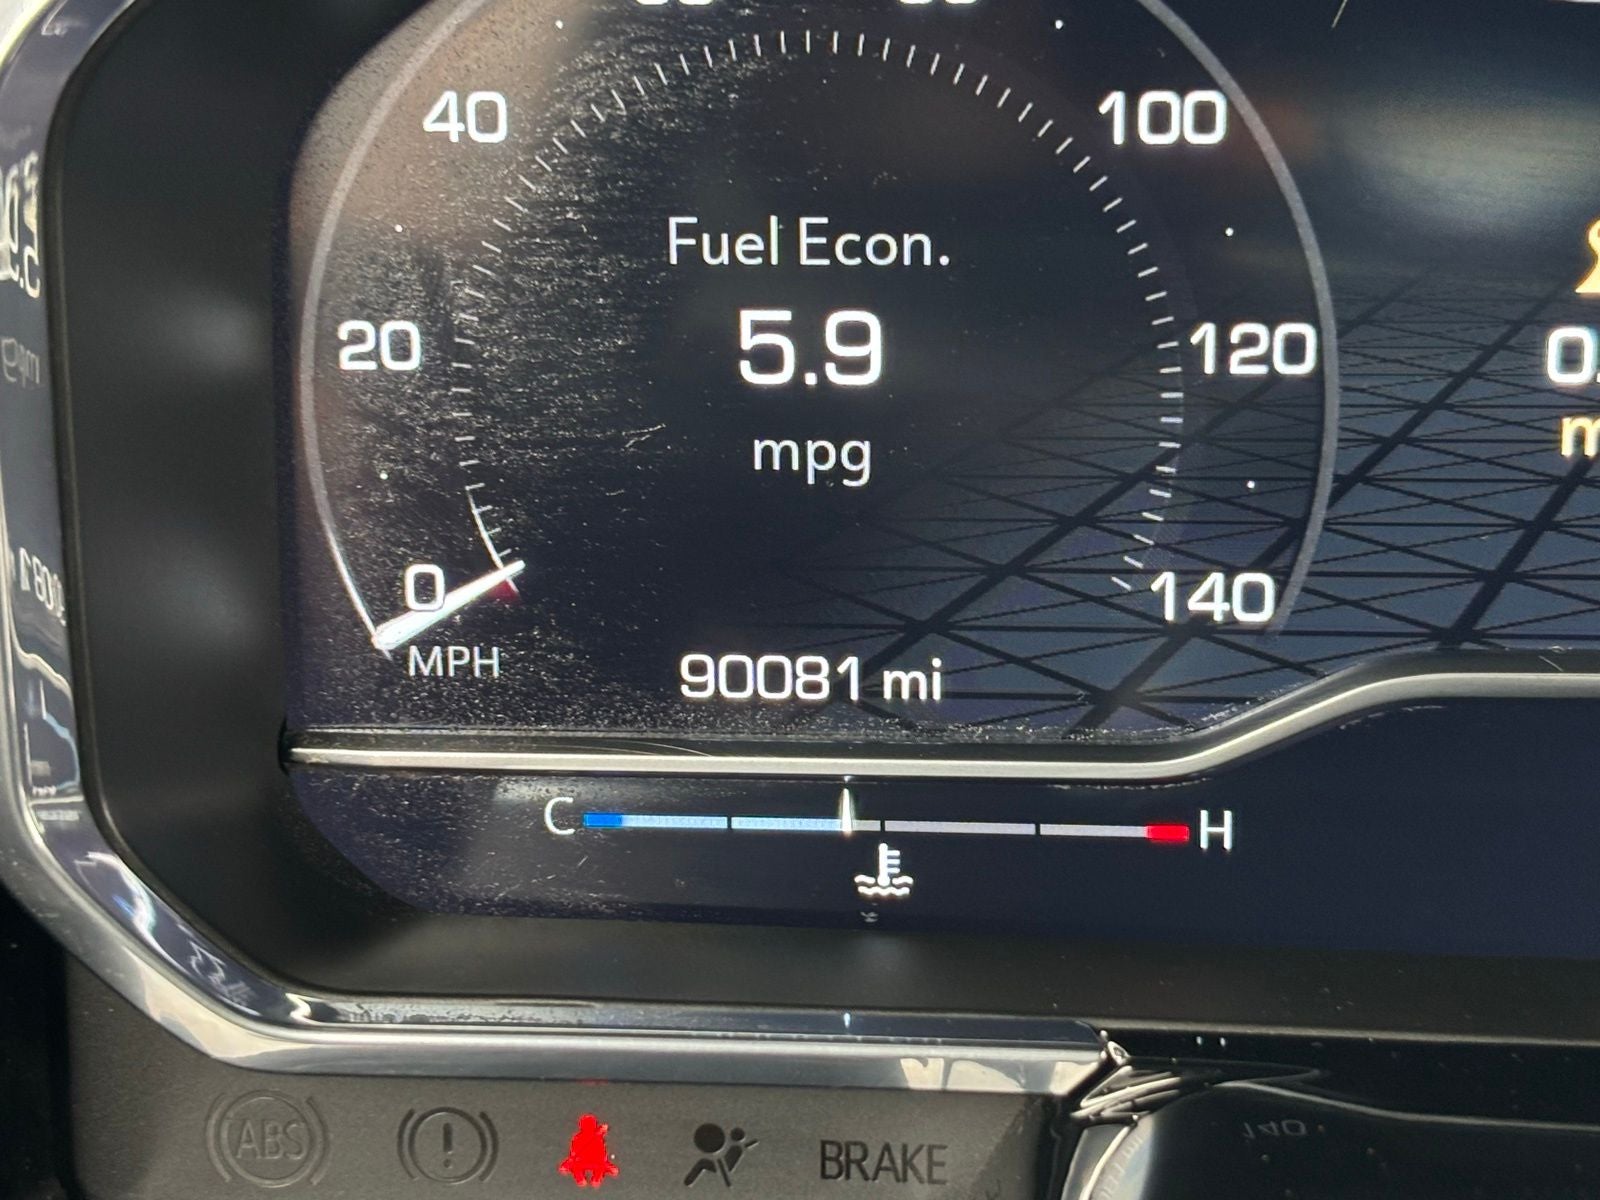 40
100
Fuel Econ.
5.9
mpg
20
120
0
140
MPH
90081 mi
C
H
ABS
BRAKE